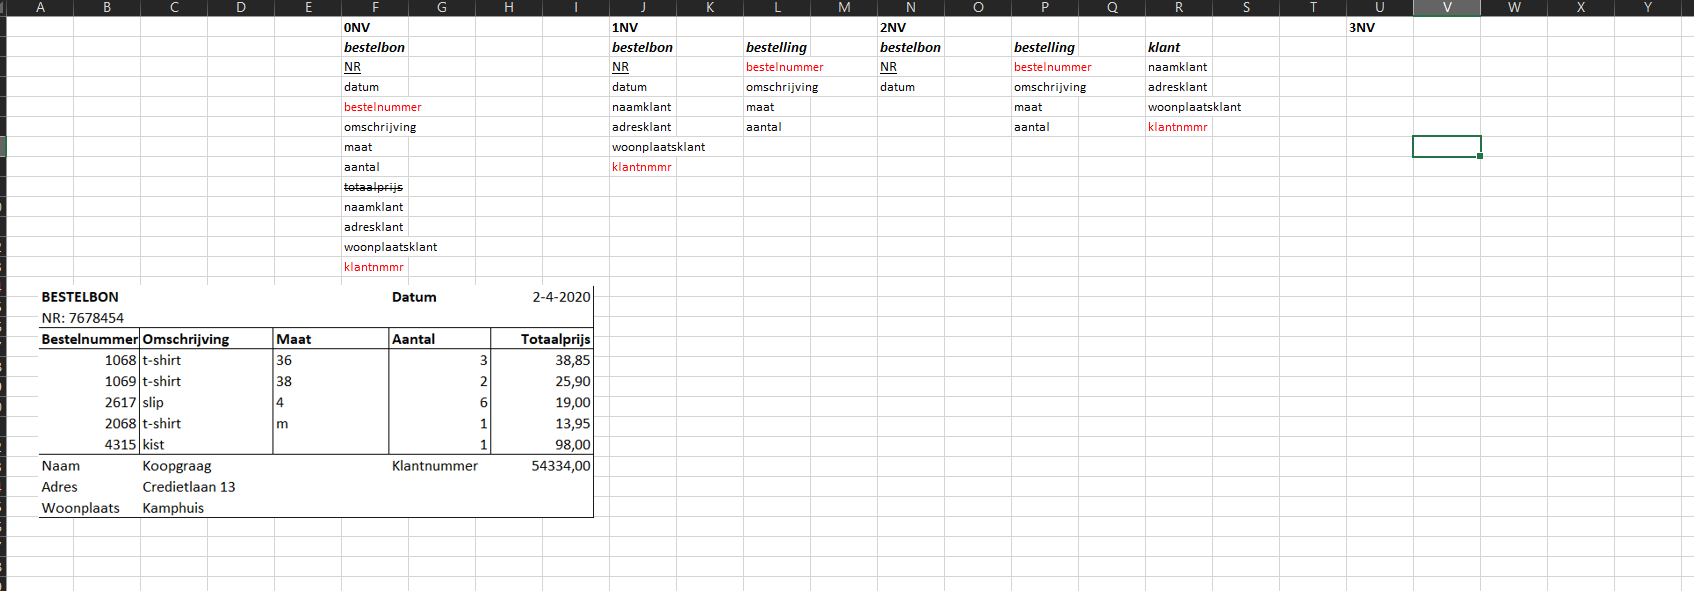 A B C D E F G H I J K L M N O P Q R S T U V W X Y
0NV 1NV 2NV 3NV
bestelbon bestelbon bestelling bestelbon bestelling klant
NR NR bestelnummer NR bestelnummer naamklant
datum datum omschrijving datum omschrijving adresklant
bestelnummer naamklant maat maat woonplaatsklant
omschrijving adresklant aantal aantal klantnmmr
maat woonplaatsklant
aantal klantnmmr
totaalprijs
naamklant
adresklant
woonplaatsklant
klantnmmr
BESTELBON Datum 2-4-2020
NR: 7678454
Bestelnummer Omschrijving Maat Aantal Totaalprijs
1068 t-shirt 36 3 38,85
1069 t-shirt 38 2 25,90
2617 slip 4 6 19,00
2068 t-shirt m 1 13,95
4315 kist 1 98,00
Naam Koopgraag Klantnummer 54334,00
Adres Credietlaan 13
Woonplaats Kamphuis